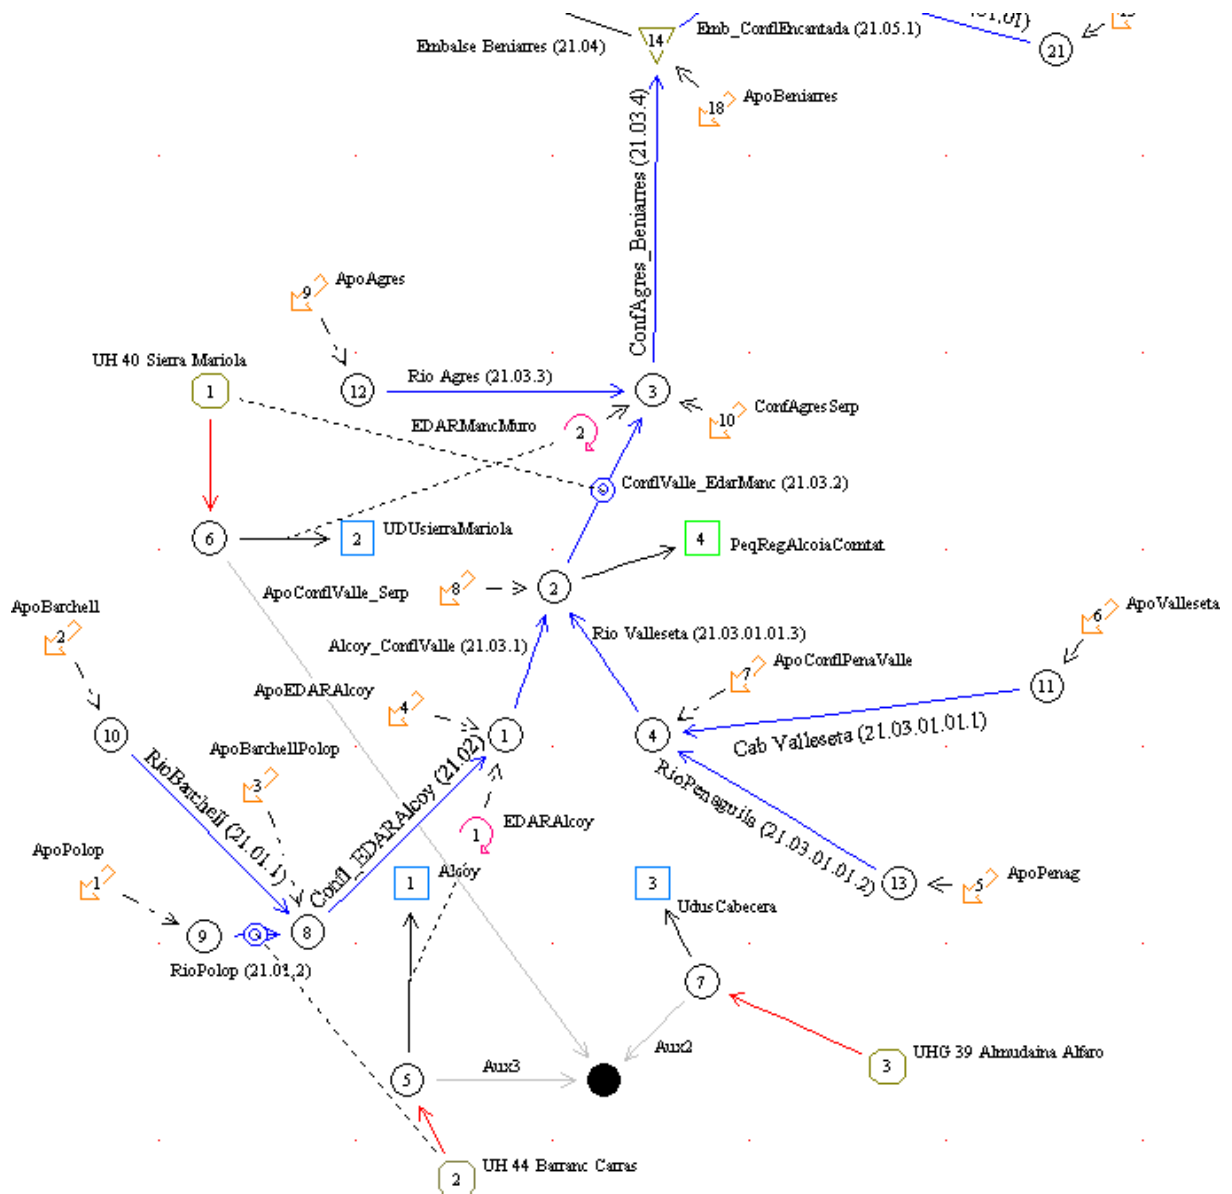 Emb_ConflEncantada (21.05.1)
Embalse Beniarres (21.04)
14
21
ApoBeniarres
18
ConfAgres_Beniarres (21.03.4)
ApoAgres
9
UH 40 Sierra Mariola
1
12
Rio Agres (21.03.3)
3
ConfAgresSerp
10
EDARMancMuro
2
ConflValle_EdarManc (21.03.2)
6
2
UDUsierraMariola
4
PeqRegAlcoiaComtat
ApoConflValle_Serp
8
2
ApoBarchell
2
ApoValleseta
6
Rio Valleseta (21.03.01.01.3)
Alcoy_ConflValle (21.03.1)
ApoConflPenaValle
7
11
ApoEDARAlcoy
4
10
1
4
Cab Valleseta (21.03.01.01.1)
ApoBarchellPolop
3
RioBarchell (21.01.1)
Confl_EDARAlcoy (21.02)
RioPenaguila (21.03.01.01.2)
1
EDARAlcoy
ApoPolop
1
Alcoy
1
3
UdusCabecera
13
5
ApoPenag
9
8
RioPolop (21.01.2)
7
Aux2
UHG 39 Almudaina Alfaro
3
5
Aux3
UH 44 Barranc Carras
2